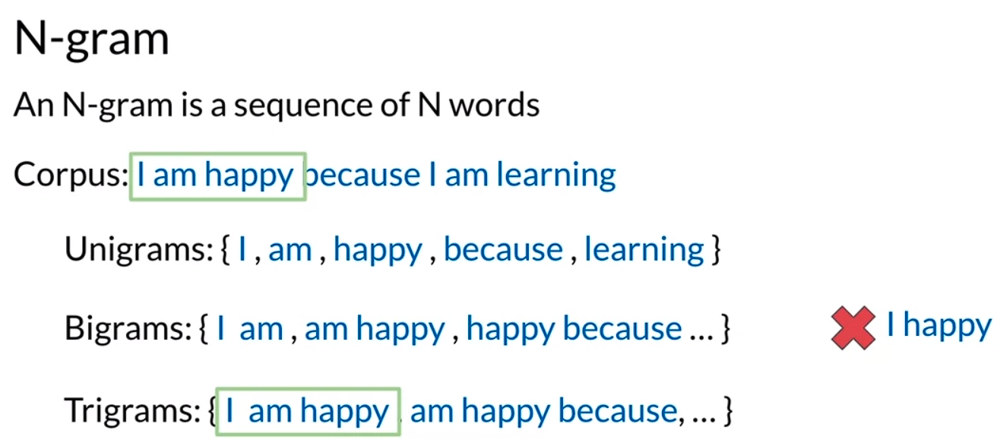 N-gram
An N-gram is a sequence of N words
Corpus: I am happy because I am learning
Unigrams: { I , am , happy , because , learning }
Bigrams: { I am , am happy , happy because ... }
I happy
Trigrams: { I am happy , am happy because, ... }